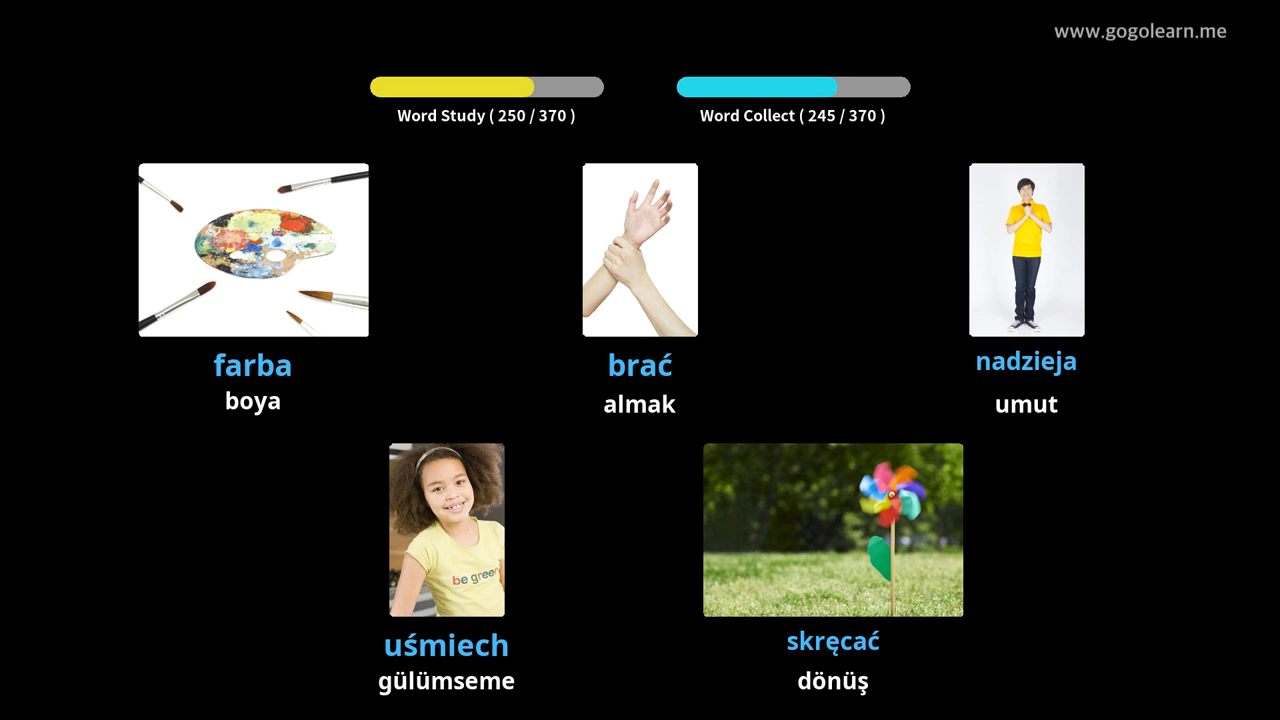 www.gogolearn.me
Word Study ( 250 / 370 )
Word Collect ( 245 / 370 )
farba
boya
brać
almak
nadzieja
umut
be green
uśmiech
gülümseme
skręcać
dönüş